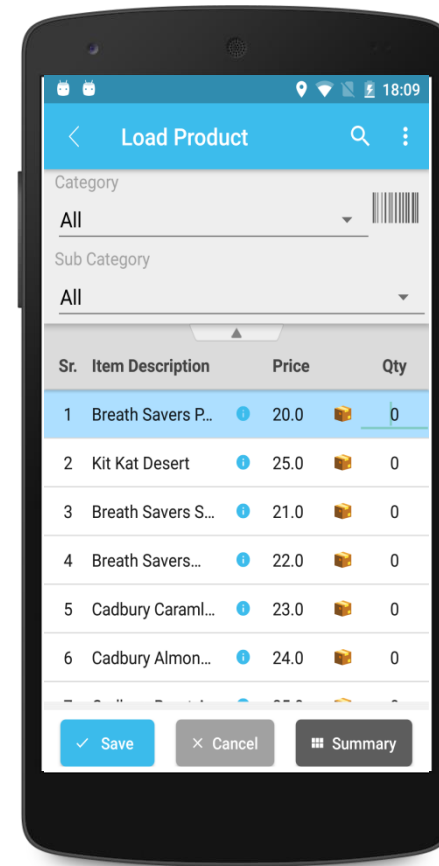 18:09
Load Product
Category
All
Sub Category
All
Sr. Item Description Price Qty
1 Breath Savers P... 20.0 0
2 Kit Kat Desert 25.0 0
3 Breath Savers S... 21.0 0
4 Breath Savers... 22.0 0
5 Cadbury Caraml... 23.0 0
6 Cadbury Almon... 24.0 0
Save Cancel Summary